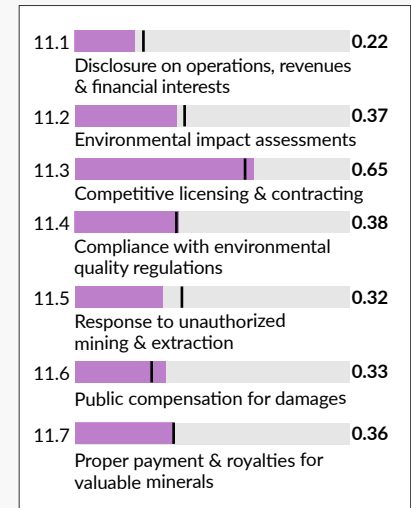 11.1 0.22
Disclosure on operations, revenues
& financial interests
11.2 0.37
Environmental impact assessments
11.3 0.65
Competitive licensing & contracting
11.4 0.38
Compliance with environmental
quality regulations
11.5 0.32
Response to unauthorized
mining & extraction
11.6 0.33
Public compensation for damages
11.7 0.36
Proper payment & royalties for
valuable minerals